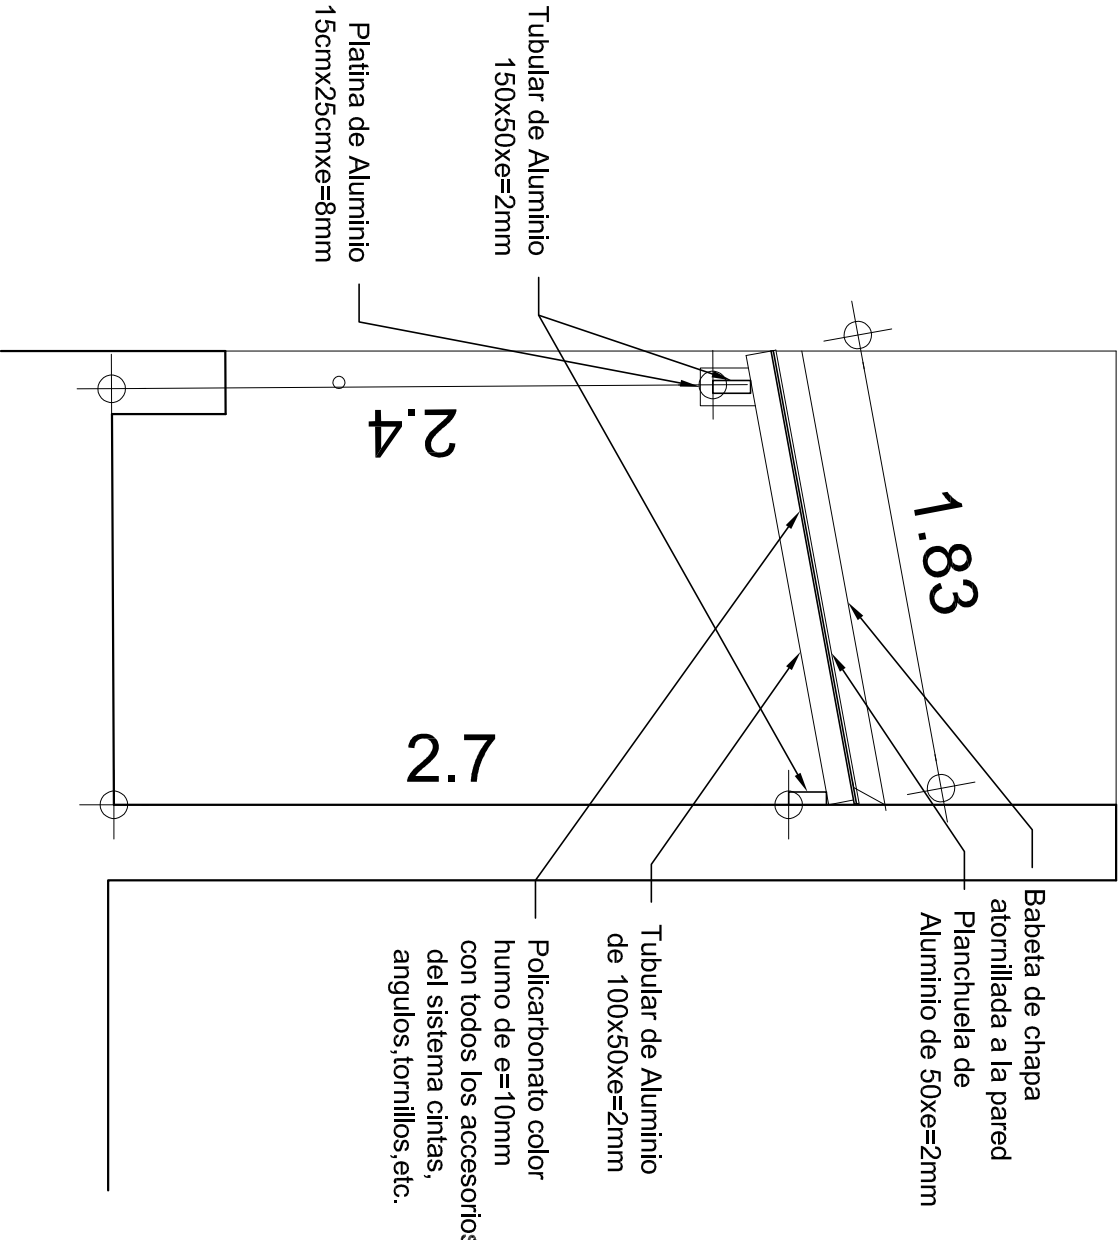 Tubular de Aluminio
150x50xe=2mm
Platina de Aluminio
15cmx25cmxe=8mm
1.83
2.4
2.7
Babeta de chapa
atornillada a la pared
Planchuela de
Aluminio de 50xe=2mm
Tubular de Aluminio
de 100x50xe=2mm
Policarbonato color
humo de e=10mm
con todos los accesorios
del sistema cintas,
angulos,tornillos,etc.